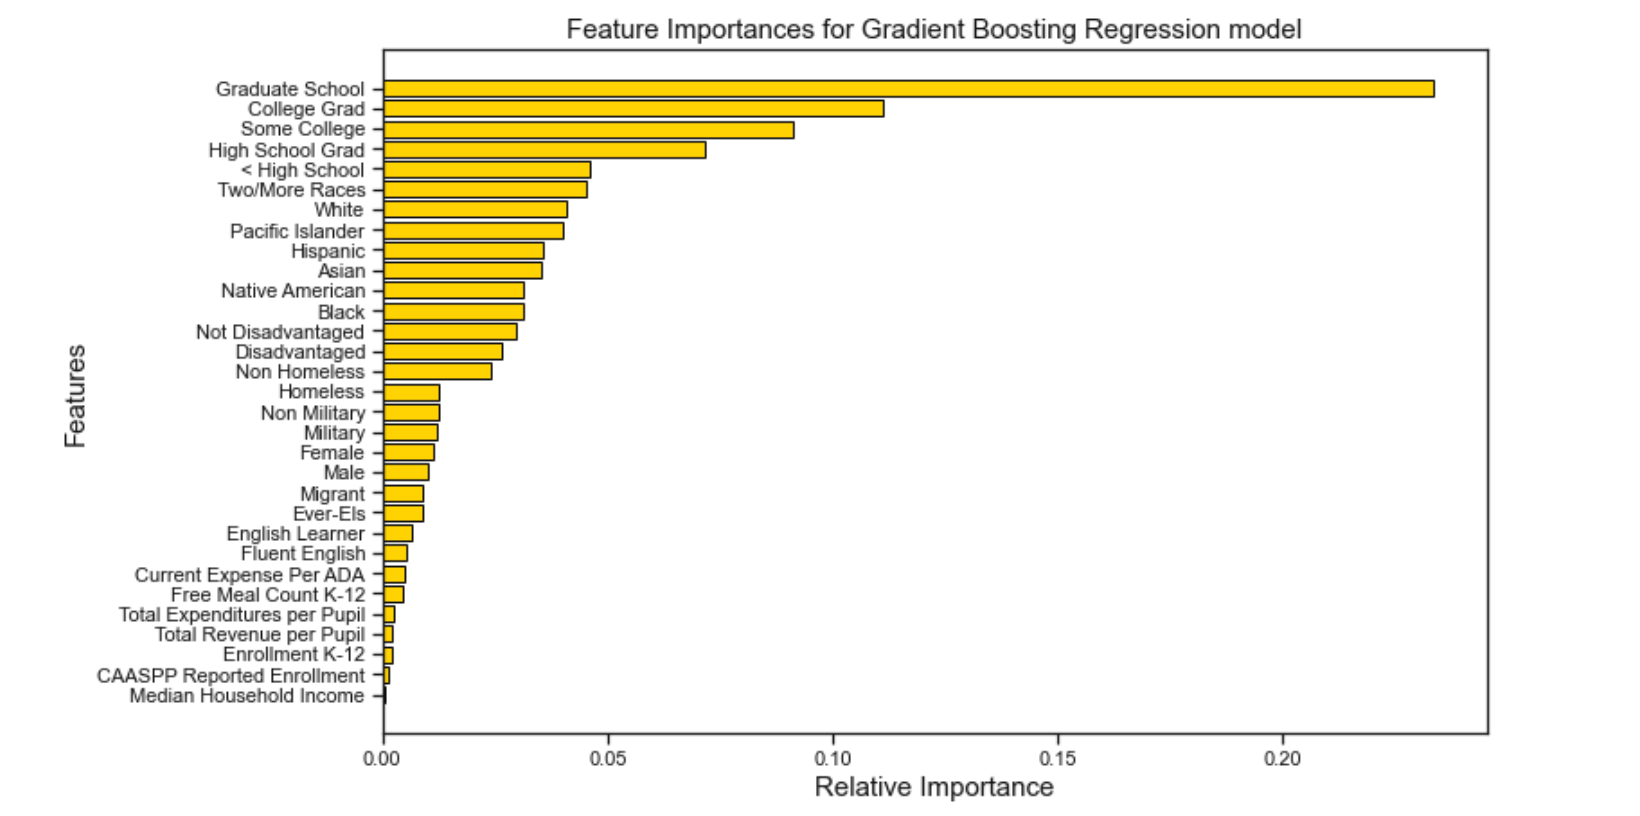 Feature Importances for Gradient Boosting Regression model
Graduate School
College Grad
Some College
High School Grad
< High School
Two/More Races
White
Pacific Islander
Hispanic
Asian
Native American
Black
Not Disadvantaged
Disadvantaged
Non Homeless
Homeless
Non Military
Military
Female
Male
Migrant
Ever-Els
English Learner
Fluent English
Current Expense Per ADA
Free Meal Count K-12
Total Expenditures per Pupil
Total Revenue per Pupil
Enrollment K-12
CAASPP Reported Enrollment
Median Household Income
Features
0.00 0.05 0.10 0.15 0.20
Relative Importance